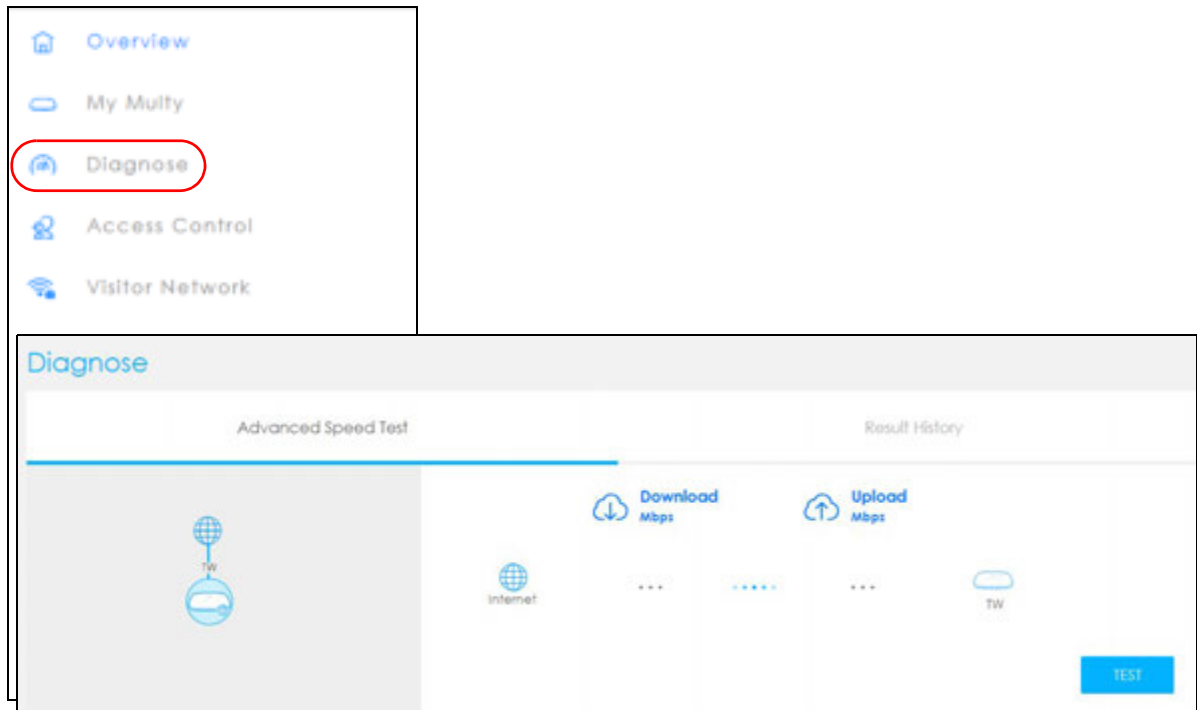 Overview
My Multy
Diagnose
Access Control
Visitor Network
Diagnose
Advanced Speed Test
Result History
Download
Mbps
Upload
Mbps
TW
Internet
...
.....
...
TW
TEST